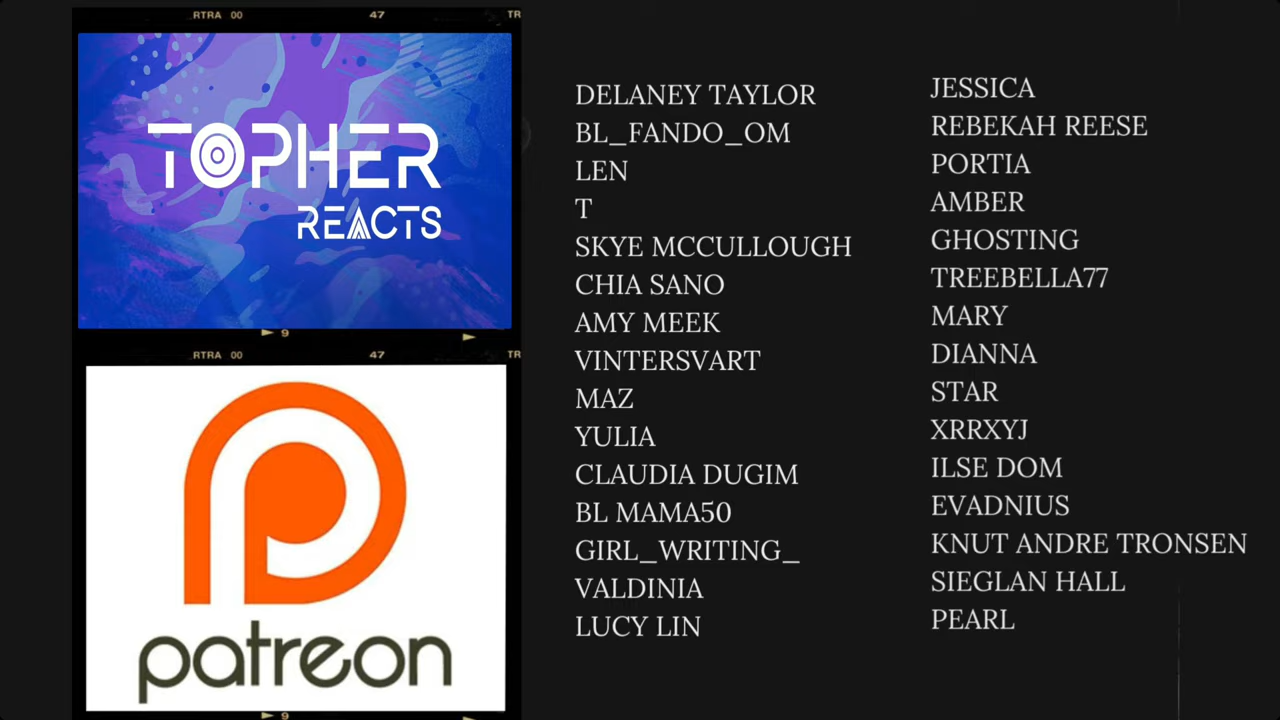 RTRA 00 47 TR
TOPHER
REACTS
9
RTRA 00 47 TR
patreon
9
DELANEY TAYLOR
BL_FANDO_OM
LEN
T
SKYE MCCULLOUGH
CHIA SANO
AMY MEEK
VINTERSVART
MAZ
YULIA
CLAUDIA DUGIM
BL MAMA50
GIRL_WRITING_
VALDINIA
LUCY LIN
JESSICA
REBEKAH REESE
PORTIA
AMBER
GHOSTING
TREEBELLA77
MARY
DIANNA
STAR
XRRXYJ
ILSE DOM
EVADNIUS
KNUT ANDRE TRONSEN
SIEGLAN HALL
PEARL